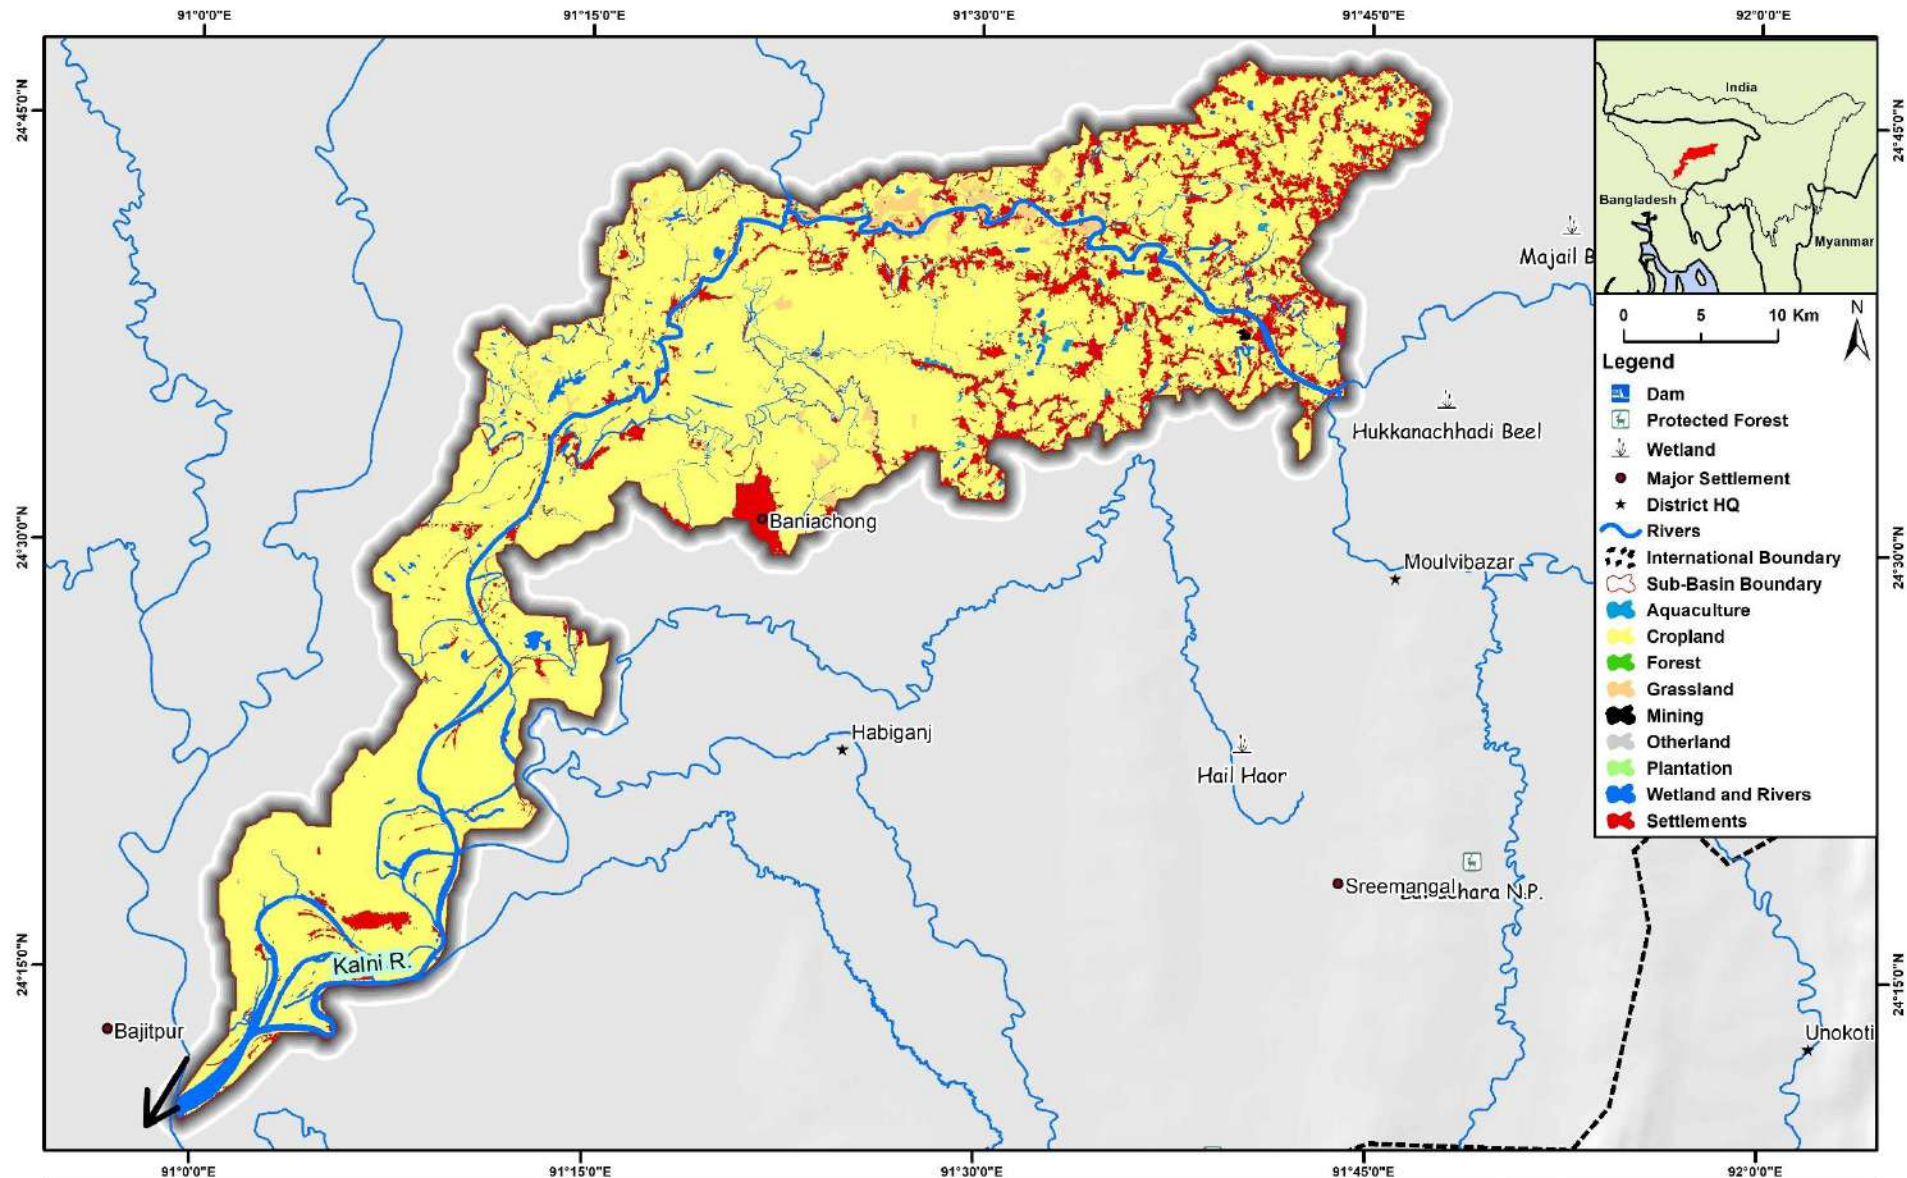 91°0'0"E
91°15'0"E
91°30'0"E
91°45'0"E
92°0'0"E
24°45'0"N
24°45'0"N
India
Bangladesh
Myanmar
Majail B
0 5 10 Km
N
Legend
Dam
Protected Forest
Wetland
Major Settlement
District HQ
Rivers
International Boundary
Sub-Basin Boundary
Aquaculture
Cropland
Forest
Grassland
Mining
Otherland
Plantation
Wetland and Rivers
Settlements
Hukkanachhadi Beel
Baniachong
24°30'0"N
24°30'0"N
Moulvibazar
Habiganj
Hail Haor
Sreemangal
chara N.P.
Kalni R.
24°15'0"N
24°15'0"N
Bajitpur
Unokoti
91°0'0"E
91°15'0"E
91°30'0"E
91°45'0"E
92°0'0"E